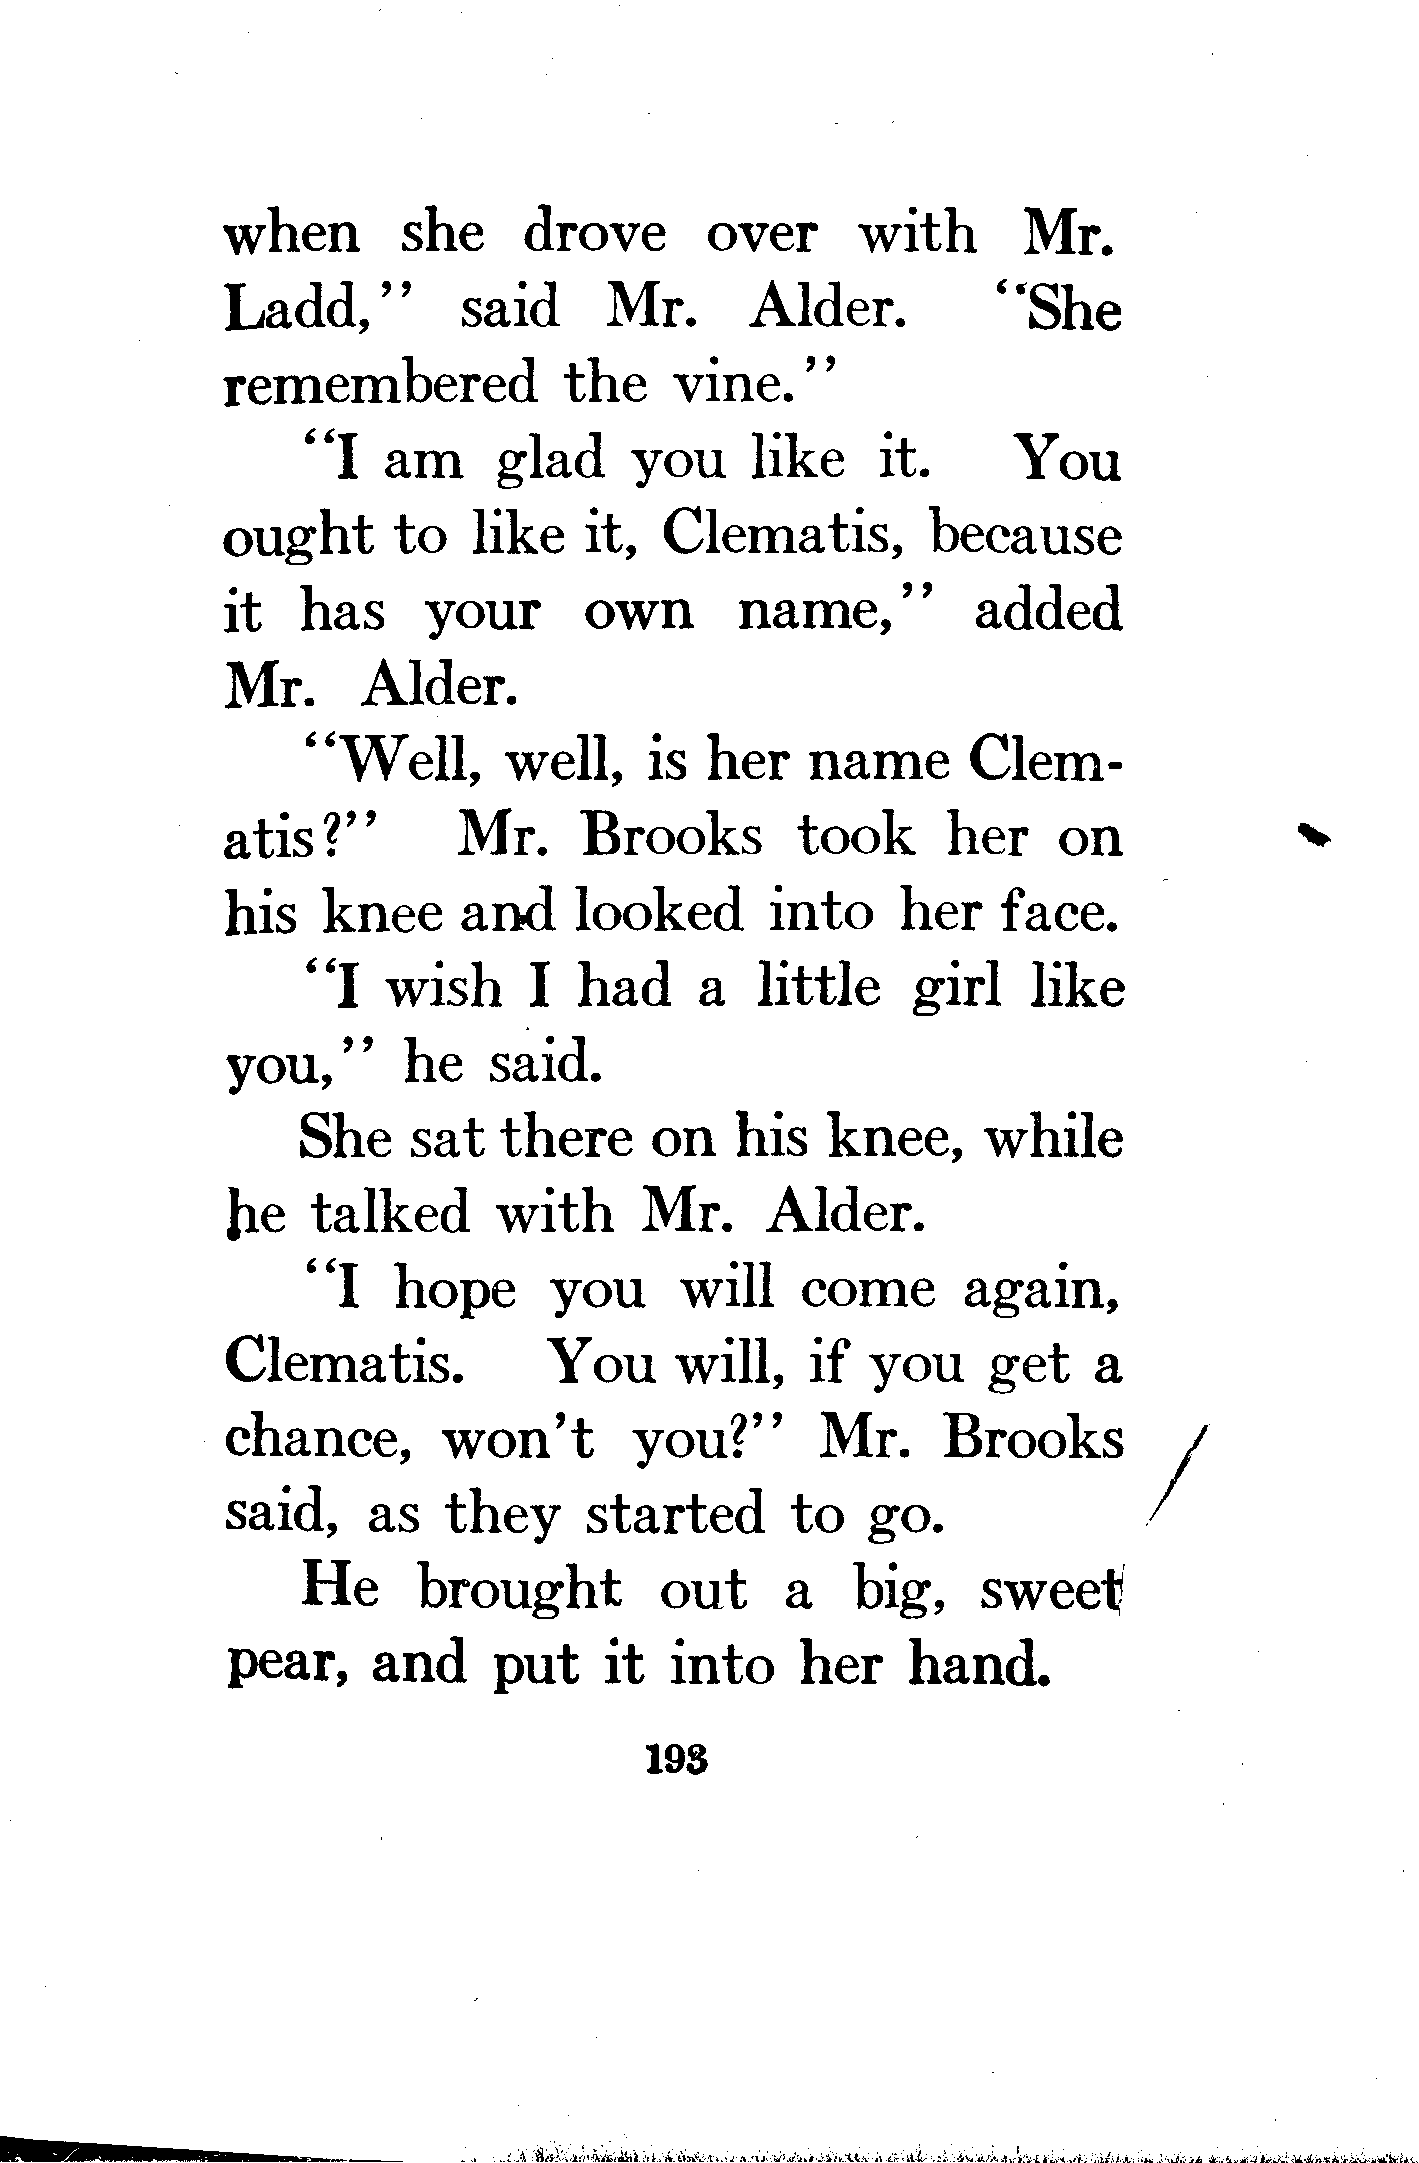 when she drove over with Mr.
Ladd," said Mr. Alder. "She
remembered the vine."
"I am glad you like it. You
ought to like it, Clematis, because
it has your own name," added
Mr. Alder.
"Well, well, is her name Clem-
atis?" Mr. Brooks took her on
his knee and looked into her face.
"I wish I had a little girl like
you," he said.
She sat there on his knee, while
he talked with Mr. Alder.
"I hope you will come again,
Clematis. You will, if you get a
chance, won't you?" Mr. Brooks
said, as they started to go.
He brought out a big, sweet
pear, and put it into her hand.
193